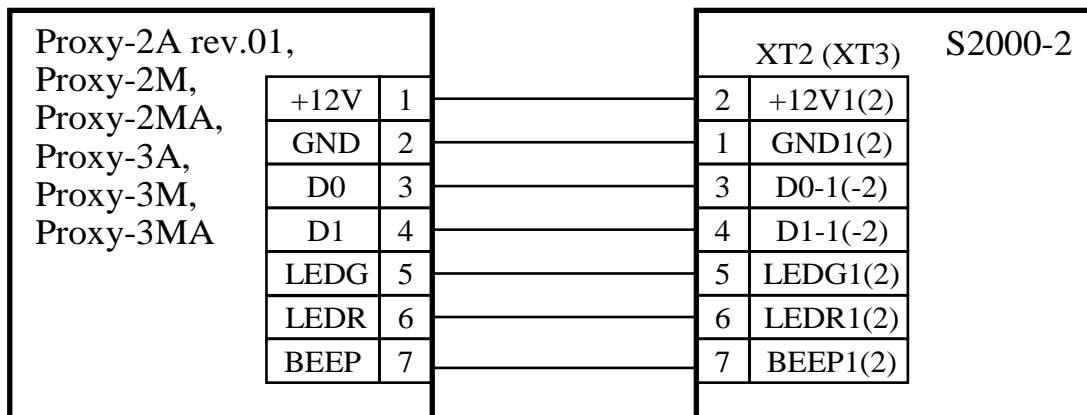 Proxy-2A rev.01,
Proxy-2M,
Proxy-2MA,
Proxy-3A,
Proxy-3M,
Proxy-3MA
+12V 1
GND 2
D0 3
D1 4
LEDG 5
LEDR 6
BEEP 7
XT2 (XT3) S2000-2
2 +12V1(2)
1 GND1(2)
3 D0-1(-2)
4 D1-1(-2)
5 LEDG1(2)
6 LEDR1(2)
7 BEEP1(2)